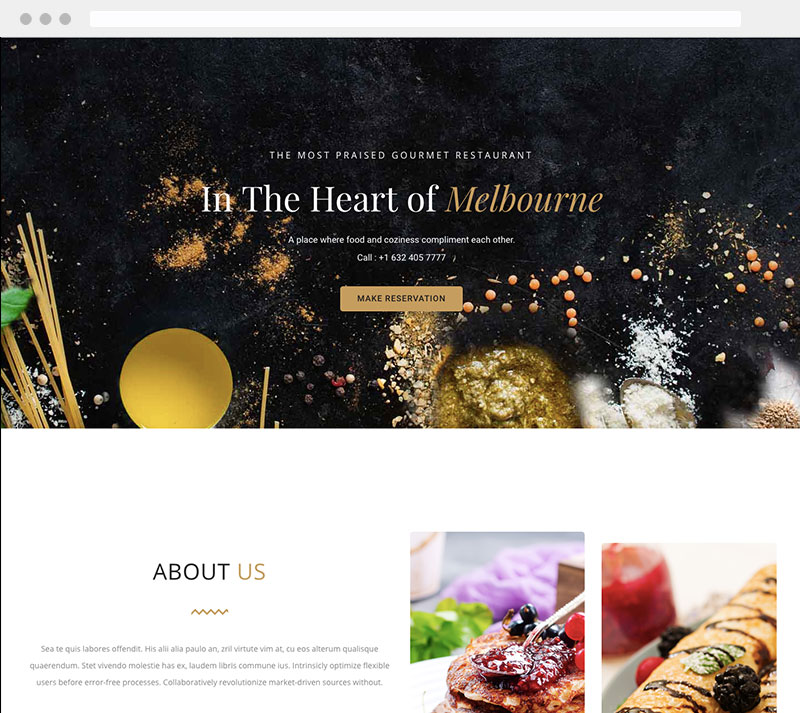 THE MOST PRAISED GOURMET RESTAURANT
In The Heart of Melbourne
A place where food and coziness compliment each other.
Call : +1 632 405 7777
MAKE RESERVATION
ABOUT US
Sea te quis labores offendit. His alii alia paulo an, zril virtute vim at, cu eos alterum qualisque
quaerendum. Stet vivendo molestie has ex, laudem libris commune ius. Intrinsicly optimize flexible
users before error-free processes. Collaboratively revolutionize market-driven sources without.